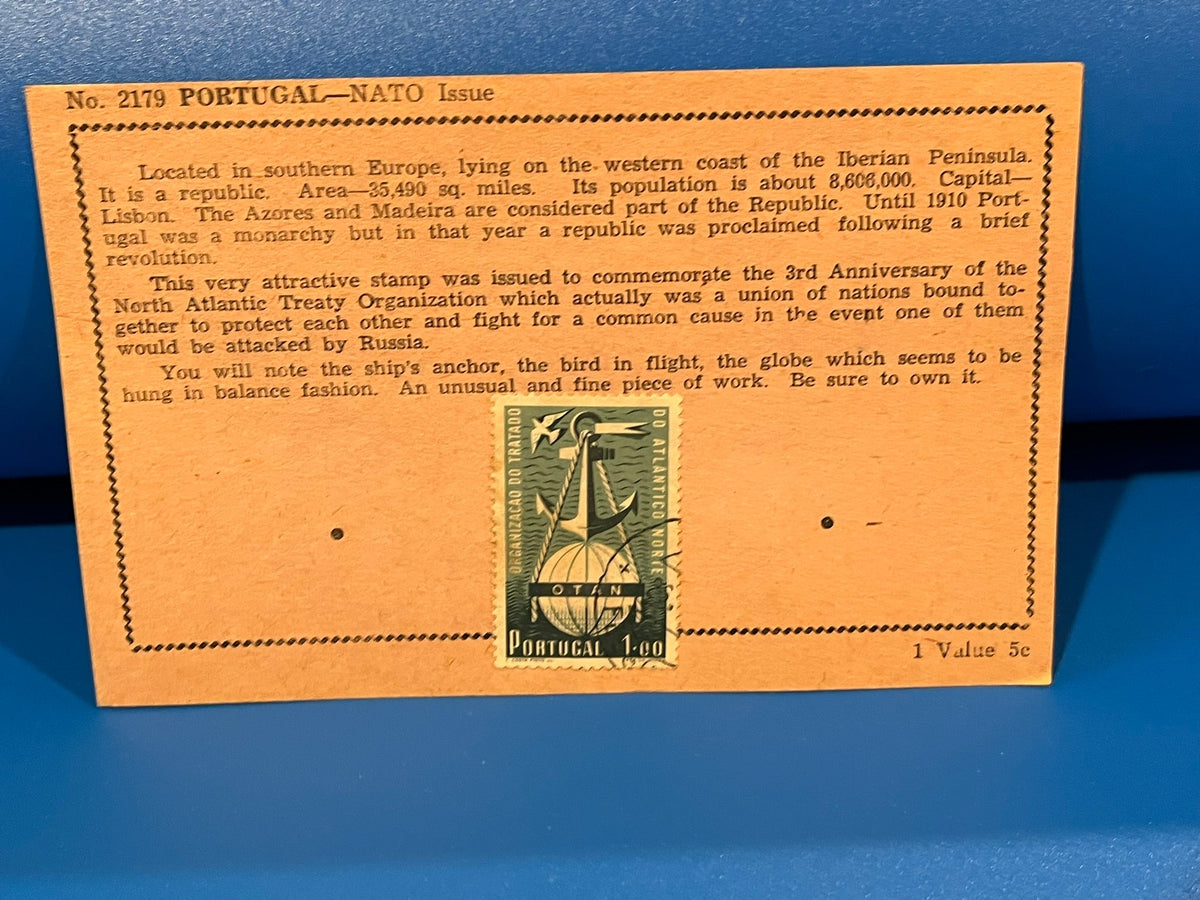 No. 2179 PORTUGAL—NATO Issue
Located in southern Europe, lying on the western coast of the Iberian Peninsula.
It is a republic. Area—35,490 sq. miles. Its population is about 8,606,000. Capital—
Lisbon. The Azores and Madeira are considered part of the Republic. Until 1910 Port-
ugal was a monarchy but in that year a republic was proclaimed following a brief
revolution.
This very attractive stamp was issued to commemorate the 3rd Anniversary of the
North Atlantic Treaty Organization which actually was a union of nations bound to-
gether to protect each other and fight for a common cause in the event one of them
would be attacked by Russia.
You will note the ship's anchor, the bird in flight, the globe which seems to be
hung in balance fashion. An unusual and fine piece of work. Be sure to own it.
ORGANIZAÇÃO DO TRATADO
DO ATLANTICO NORTE
OTAN
PORTUGAL 1·00
1 Value 5c